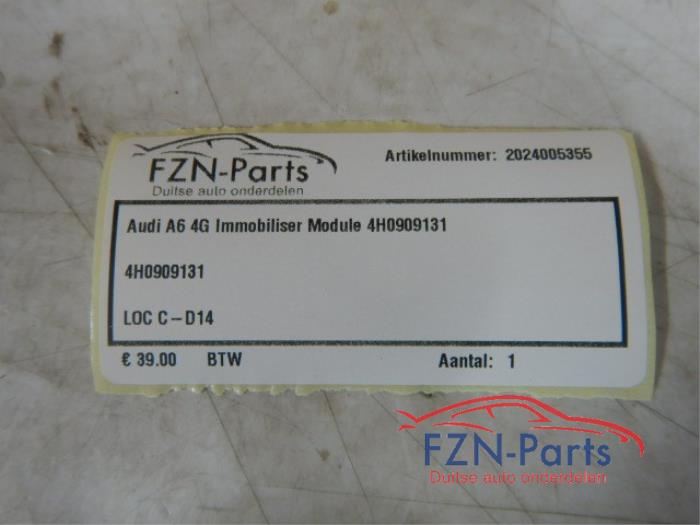 FZN-Parts
Duitse auto onderdelen
Artikelnummer: 2024005355
Audi A6 4G Immobiliser Module 4H0909131
4H0909131
LOC C-D14
€ 39.00 BTW Aantal: 1
FZN-Parts
Duitse auto onderdelen